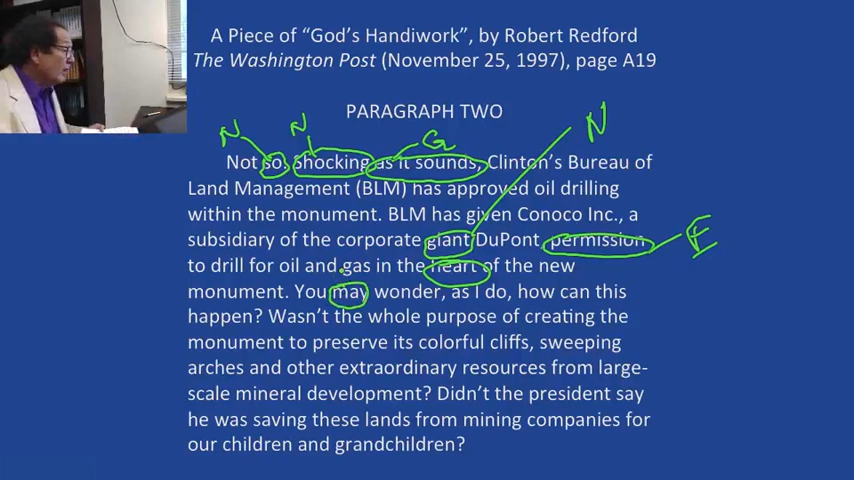 A Piece of “God’s Handiwork”, by Robert Redford
The Washington Post (November 25, 1997), page A19
PARAGRAPH TWO
N
N
G
N
Not so. Shocking as it sounds, Clinton’s Bureau of
Land Management (BLM) has approved oil drilling
within the monument. BLM has given Conoco Inc., a
subsidiary of the corporate giant DuPont, permission
E
to drill for oil and gas in the heart of the new
monument. You may wonder, as I do, how can this
happen? Wasn’t the whole purpose of creating the
monument to preserve its colorful cliffs, sweeping
arches and other extraordinary resources from large-
scale mineral development? Didn’t the president say
he was saving these lands from mining companies for
our children and grandchildren?